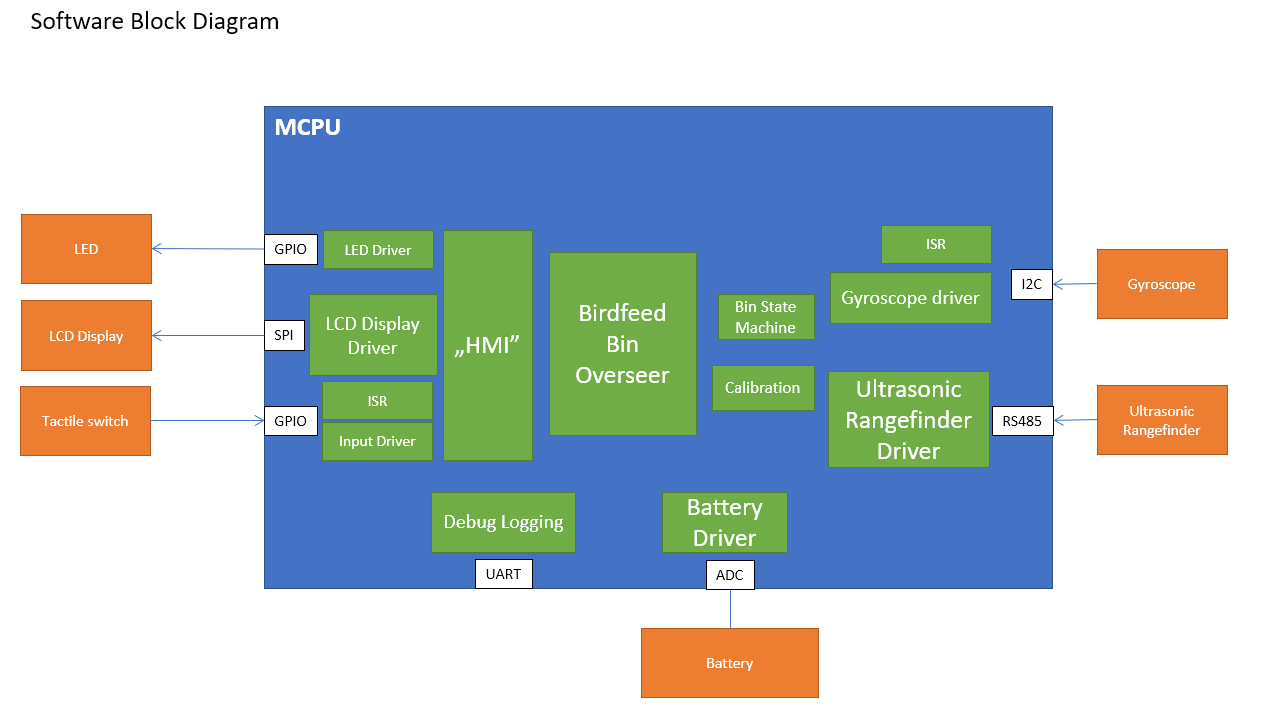 Software Block Diagram
MCPU
LED
GPIO
LED Driver
LCD Display
SPI
LCD Display
Driver
Tactile switch
GPIO
ISR
Input Driver
„HMI”
Birdfeed
Bin
Overseer
Bin State
Machine
Calibration
ISR
Gyroscope driver
I2C
Gyroscope
Ultrasonic
Rangefinder
Driver
RS485
Ultrasonic
Rangefinder
Debug Logging
UART
Battery
Driver
ADC
Battery